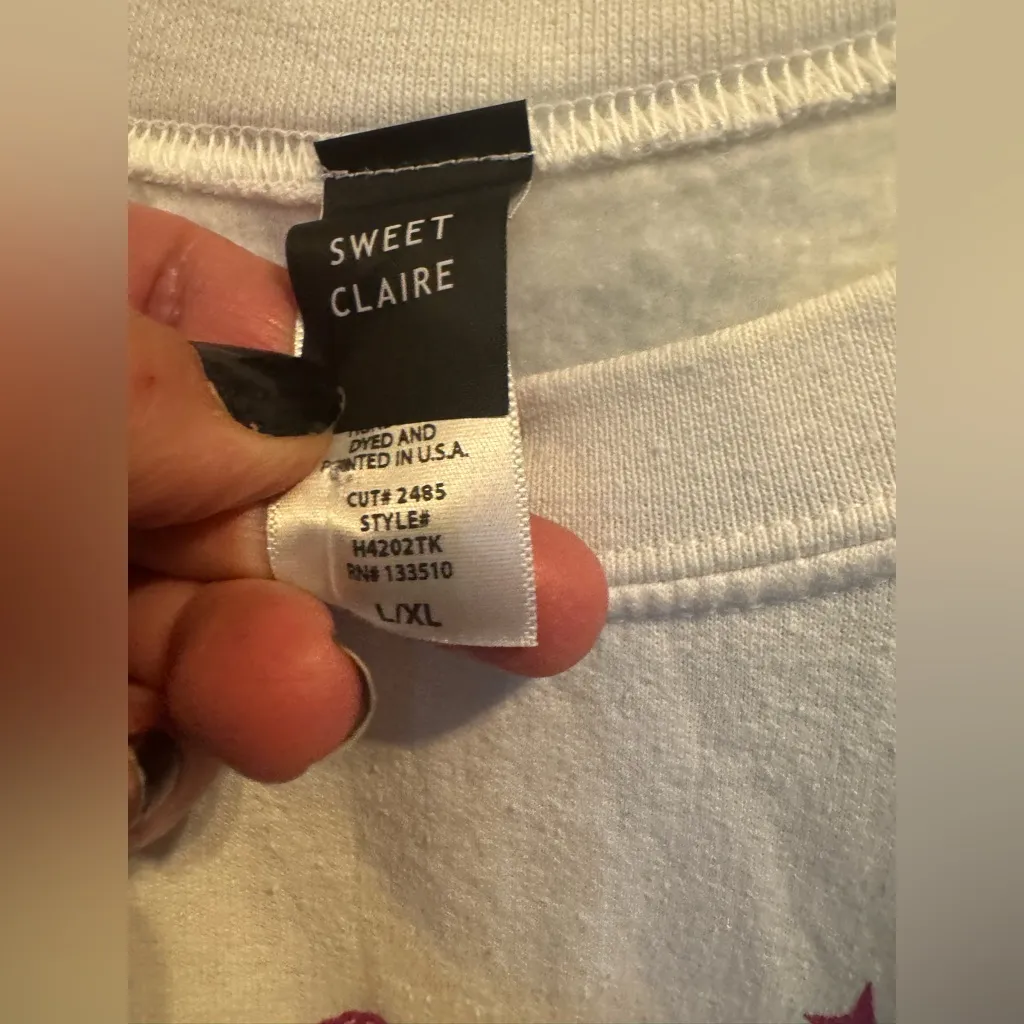 SWEET
CLAIRE
DYED AND
PRINTED IN U.S.A.
CUT# 2485
STYLE#
H4202TK
RN# 133510
L/XL